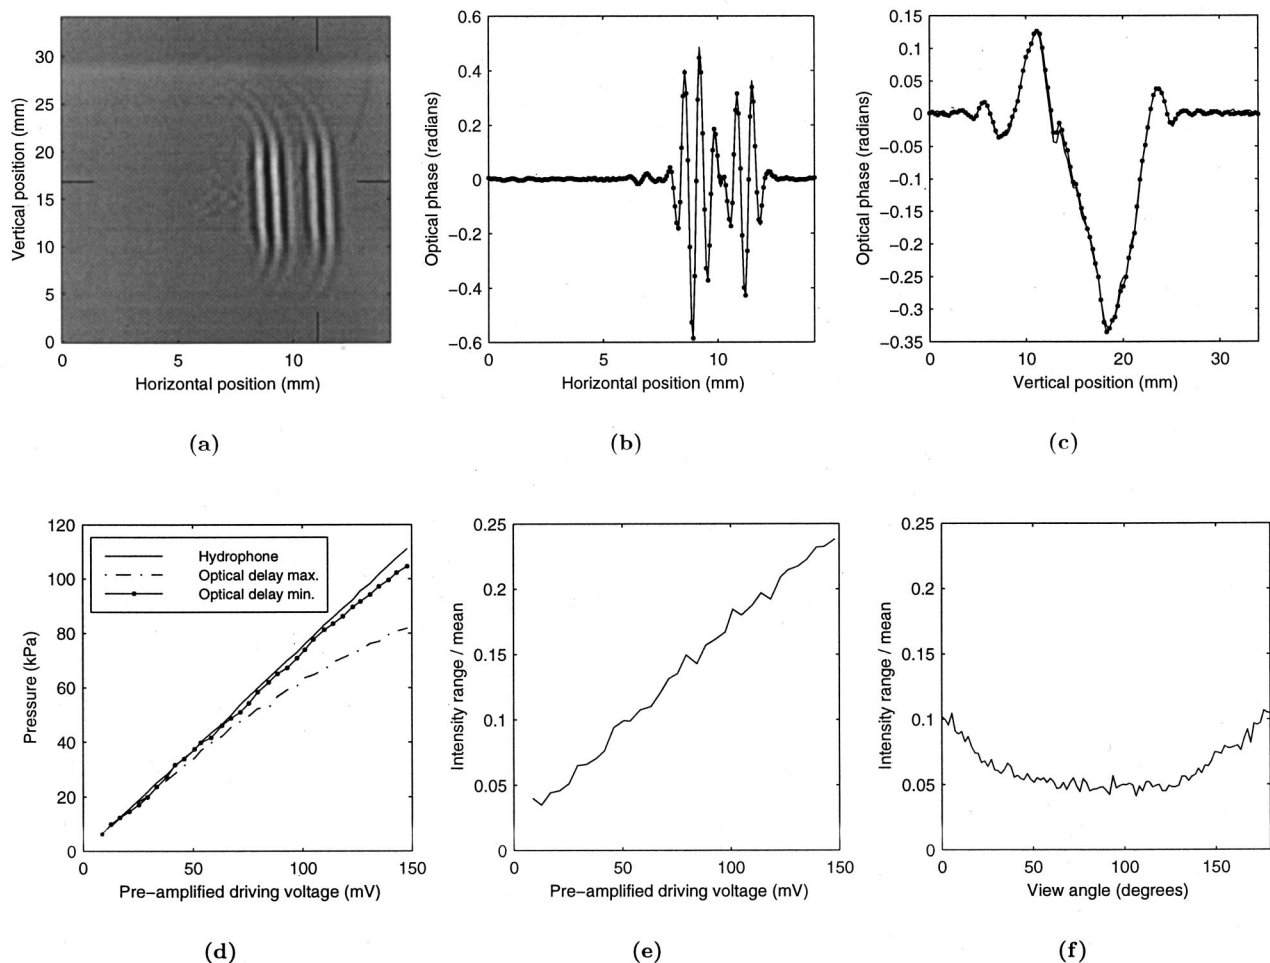 30
25
20
15
10
5
0
Vertical position (mm)
0 5 10
Horizontal position (mm)
(a)
0.6
0.4
0.2
0
−0.2
−0.4
−0.6
Optical phase (radians)
0 5 10
Horizontal position (mm)
(b)
0.15
0.1
0.05
0
−0.05
−0.1
−0.15
−0.2
−0.25
−0.3
−0.35
Optical phase (radians)
0 10 20 30
Vertical position (mm)
(c)
120
100
80
60
40
20
0
Pressure (kPa)
Hydrophone
Optical delay max.
Optical delay min.
0 50 100 150
Pre−amplified driving voltage (mV)
(d)
0.25
0.2
0.15
0.1
0.05
0
Intensity range / mean
0 50 100 150
Pre−amplified driving voltage (mV)
(e)
0.25
0.2
0.15
0.1
0.05
0
Intensity range / mean
0 50 100 150
View angle (degrees)
(f)